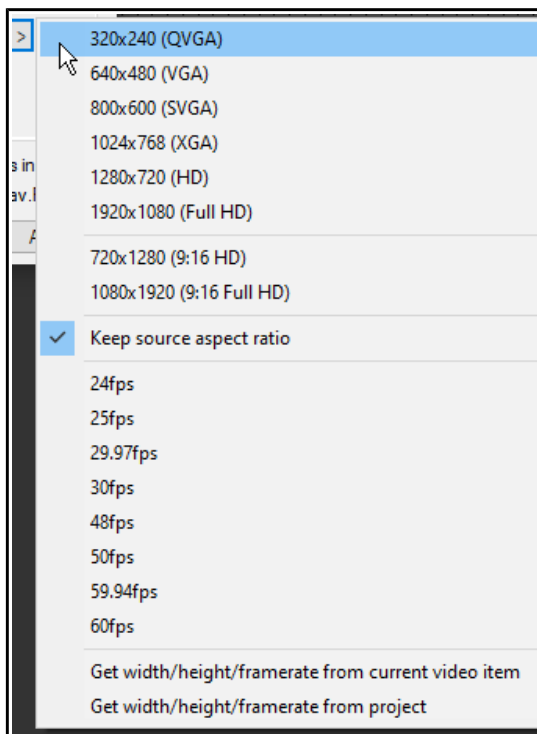 >
320x240 (QVGA)
640x480 (VGA)
800x600 (SVGA)
1024x768 (XGA)
1280x720 (HD)
s in
1920x1080 (Full HD)
720x1280 (9:16 HD)
1080x1920 (9:16 Full HD)
Keep source aspect ratio
24fps
25fps
29.97fps
30fps
48fps
50fps
59.94fps
60fps
Get width/height/framerate from current video item
Get width/height/framerate from project